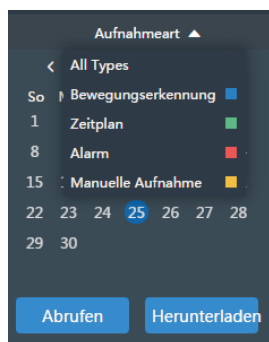 Aufnahmeart ▲
< All Types
So Bewegungserkennung
1 Zeitplan
8 Alarm
15 Manuelle Aufnahme
22 23 24 25 26 27 28
29 30
Abrufen Herunterladen